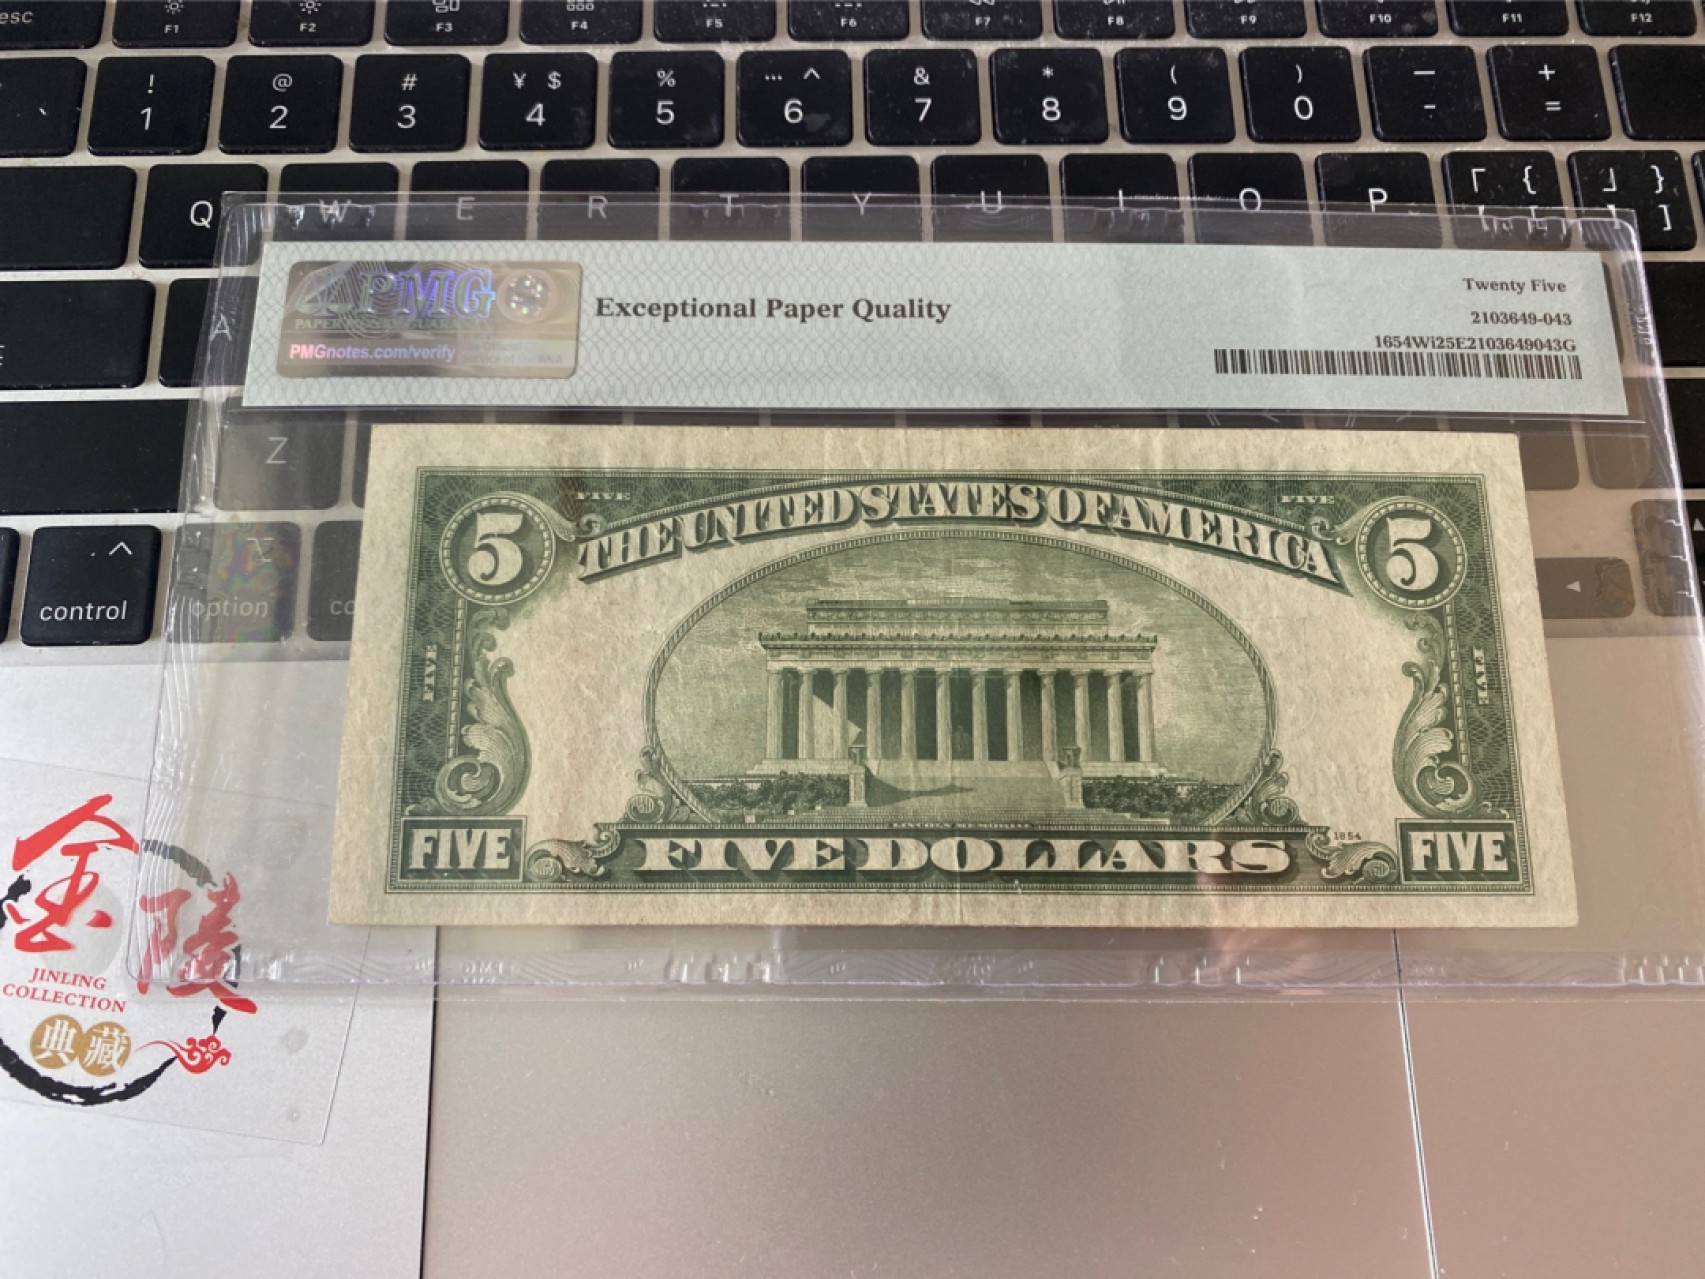 esc F1 F2 F3 F4 F5 F6 F7 F8 F9 F10 F11 F12
! @ # ¥ $ % … ^ & * ( ) — +
1 2 3 4 5 6 7 8 9 0 - =
Q W E R T Y U I O P 「 { 」 }
[ ]
A
Z
^
control option
PMG
PMGnotes.com/verify
Exceptional Paper Quality
Twenty Five
2103649-043
1654Wi25E2103649043G
FIVE FIVE
5 THE UNITED STATES OF AMERICA 5
FIVE FIVE
LINCOLN MEMORIAL
1854
FIVE FIVE DOLLARS FIVE
金陵
JINLING
COLLECTION
典藏